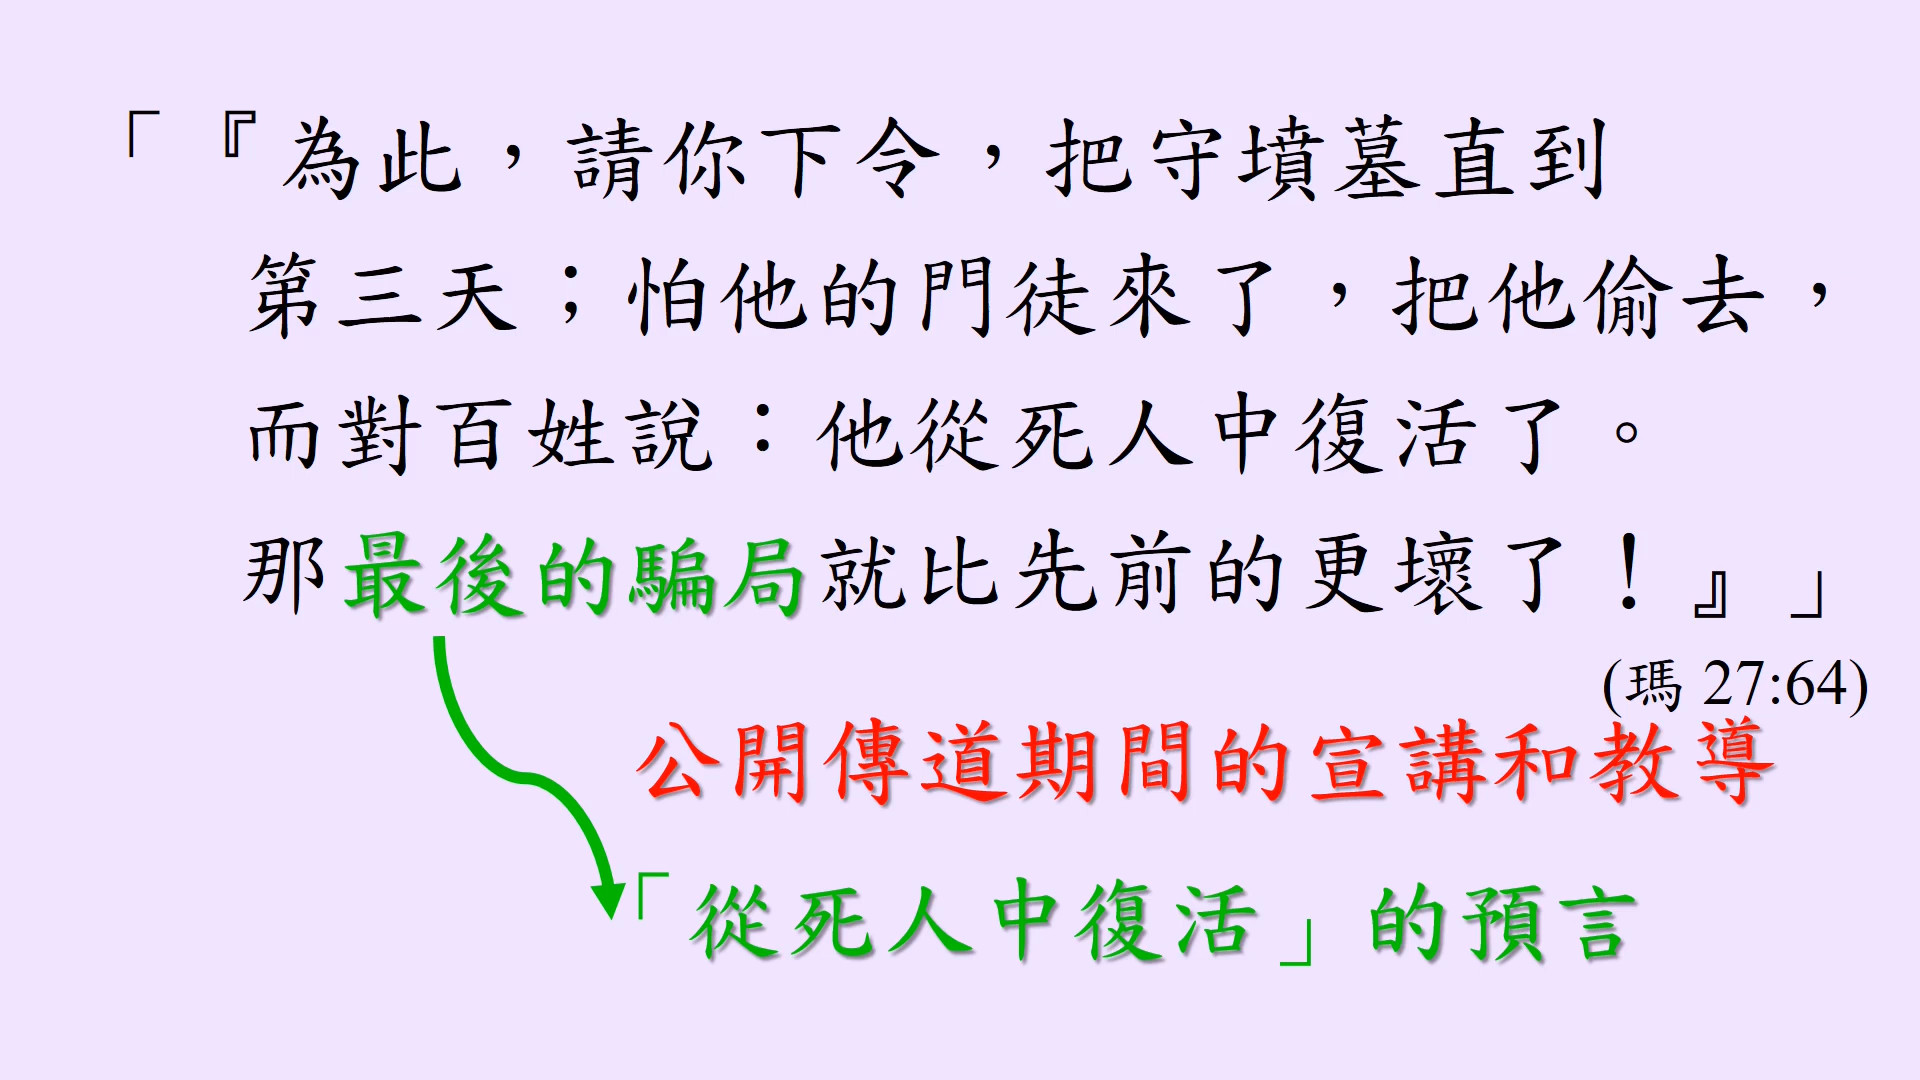 「『為此，請你下令，把守墳墓直到
第三天；怕他的門徒來了，把他偷去，
而對百姓說：他從死人中復活了。
那最後的騙局就比先前的更壞了！』」
(瑪 27:64)
公開傳道期間的宣講和教導
「從死人中復活」的預言